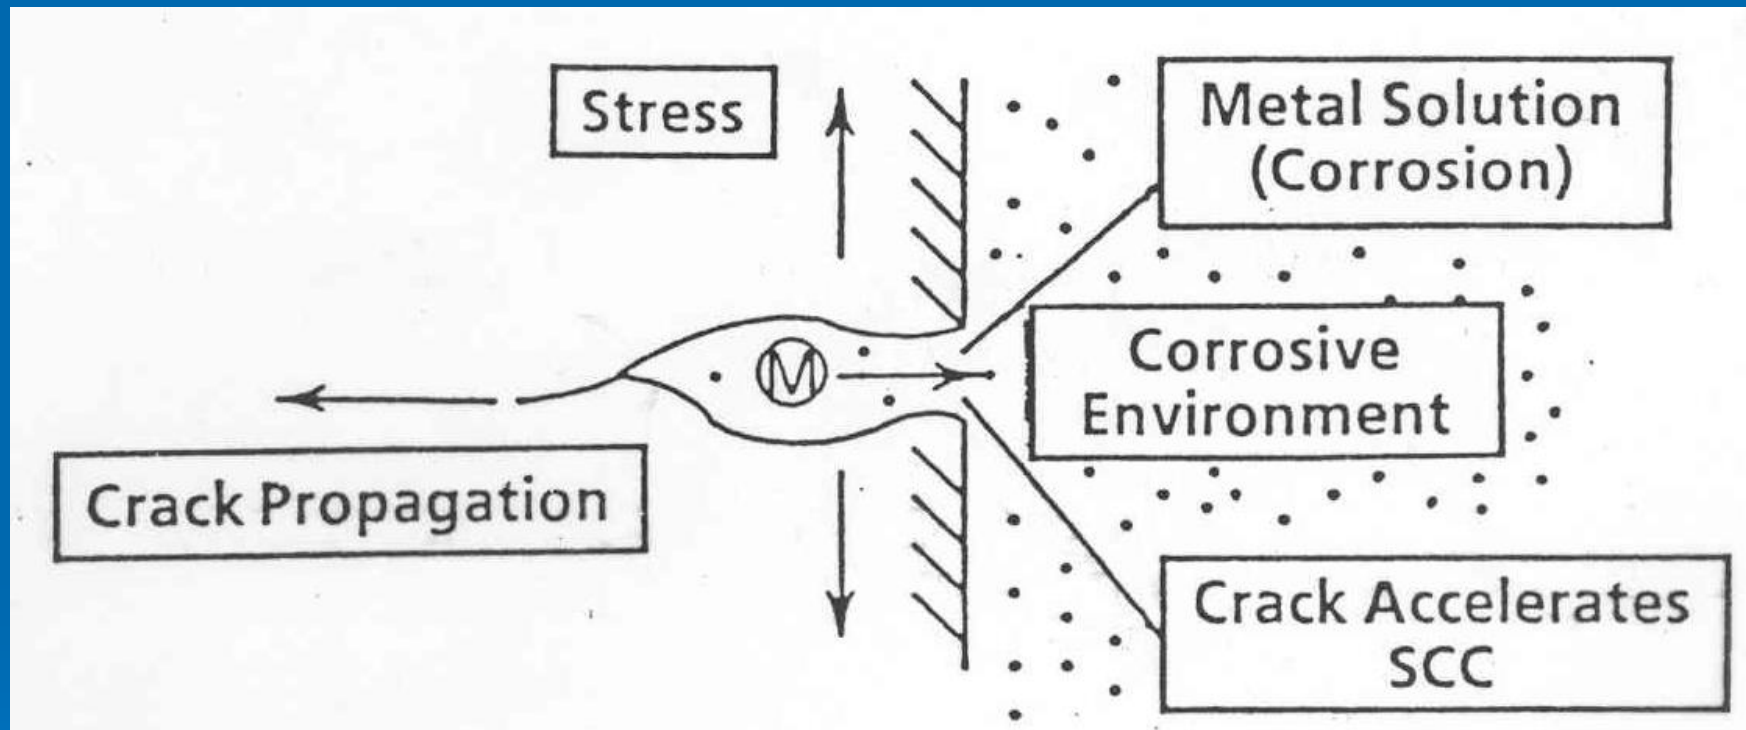 Stress
Metal Solution
(Corrosion)
M
Corrosive
Environment
Crack Propagation
Crack Accelerates
SCC